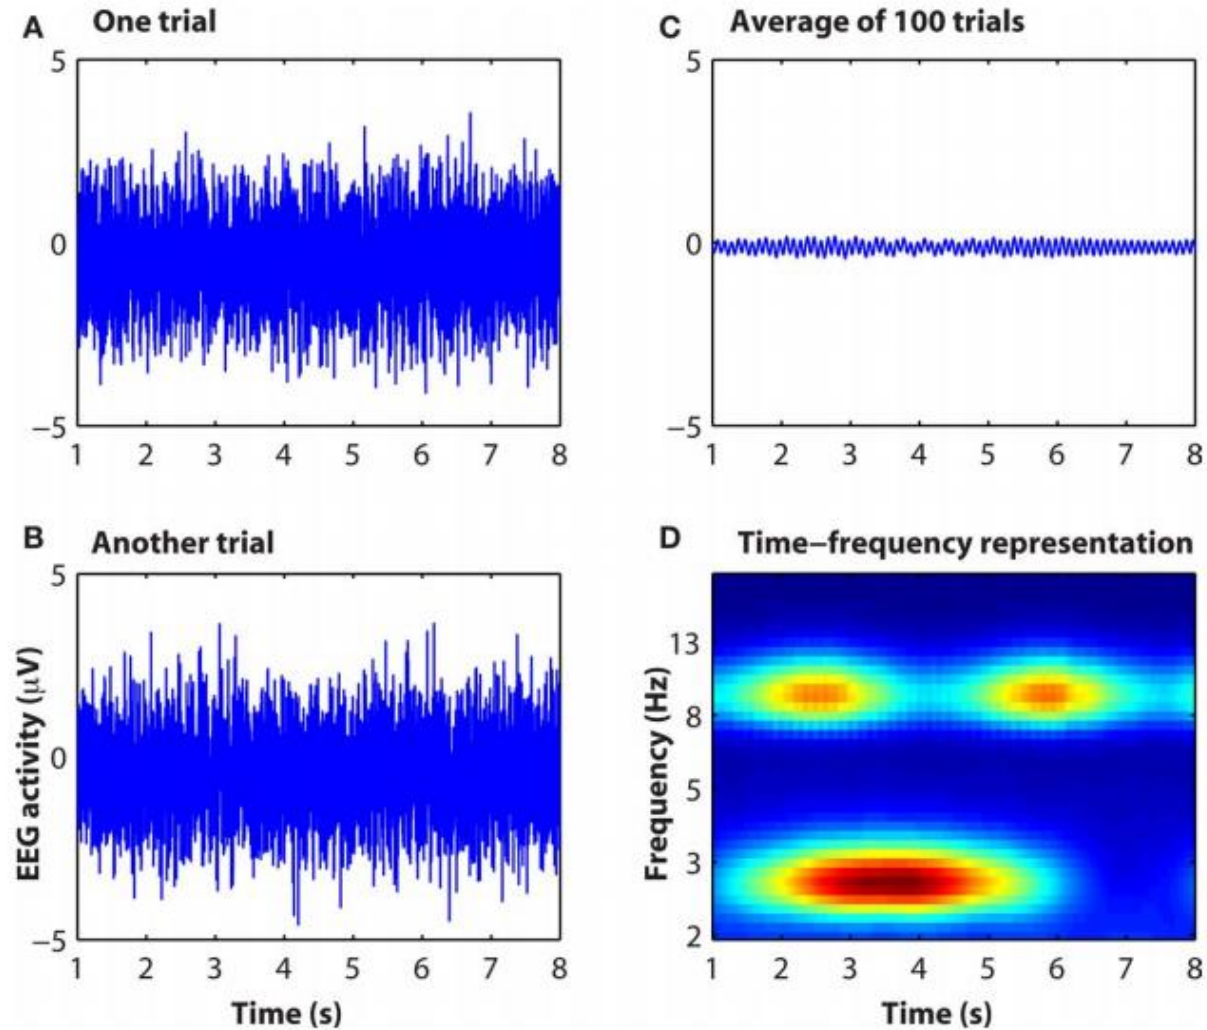 A One trial
5
0
−5
1 2 3 4 5 6 7 8
B Another trial
5
0
−5
EEG activity (μV)
1 2 3 4 5 6 7 8
Time (s)
C Average of 100 trials
5
0
−5
1 2 3 4 5 6 7 8
D Time−frequency representation
13
8
5
3
2
Frequency (Hz)
1 2 3 4 5 6 7 8
Time (s)